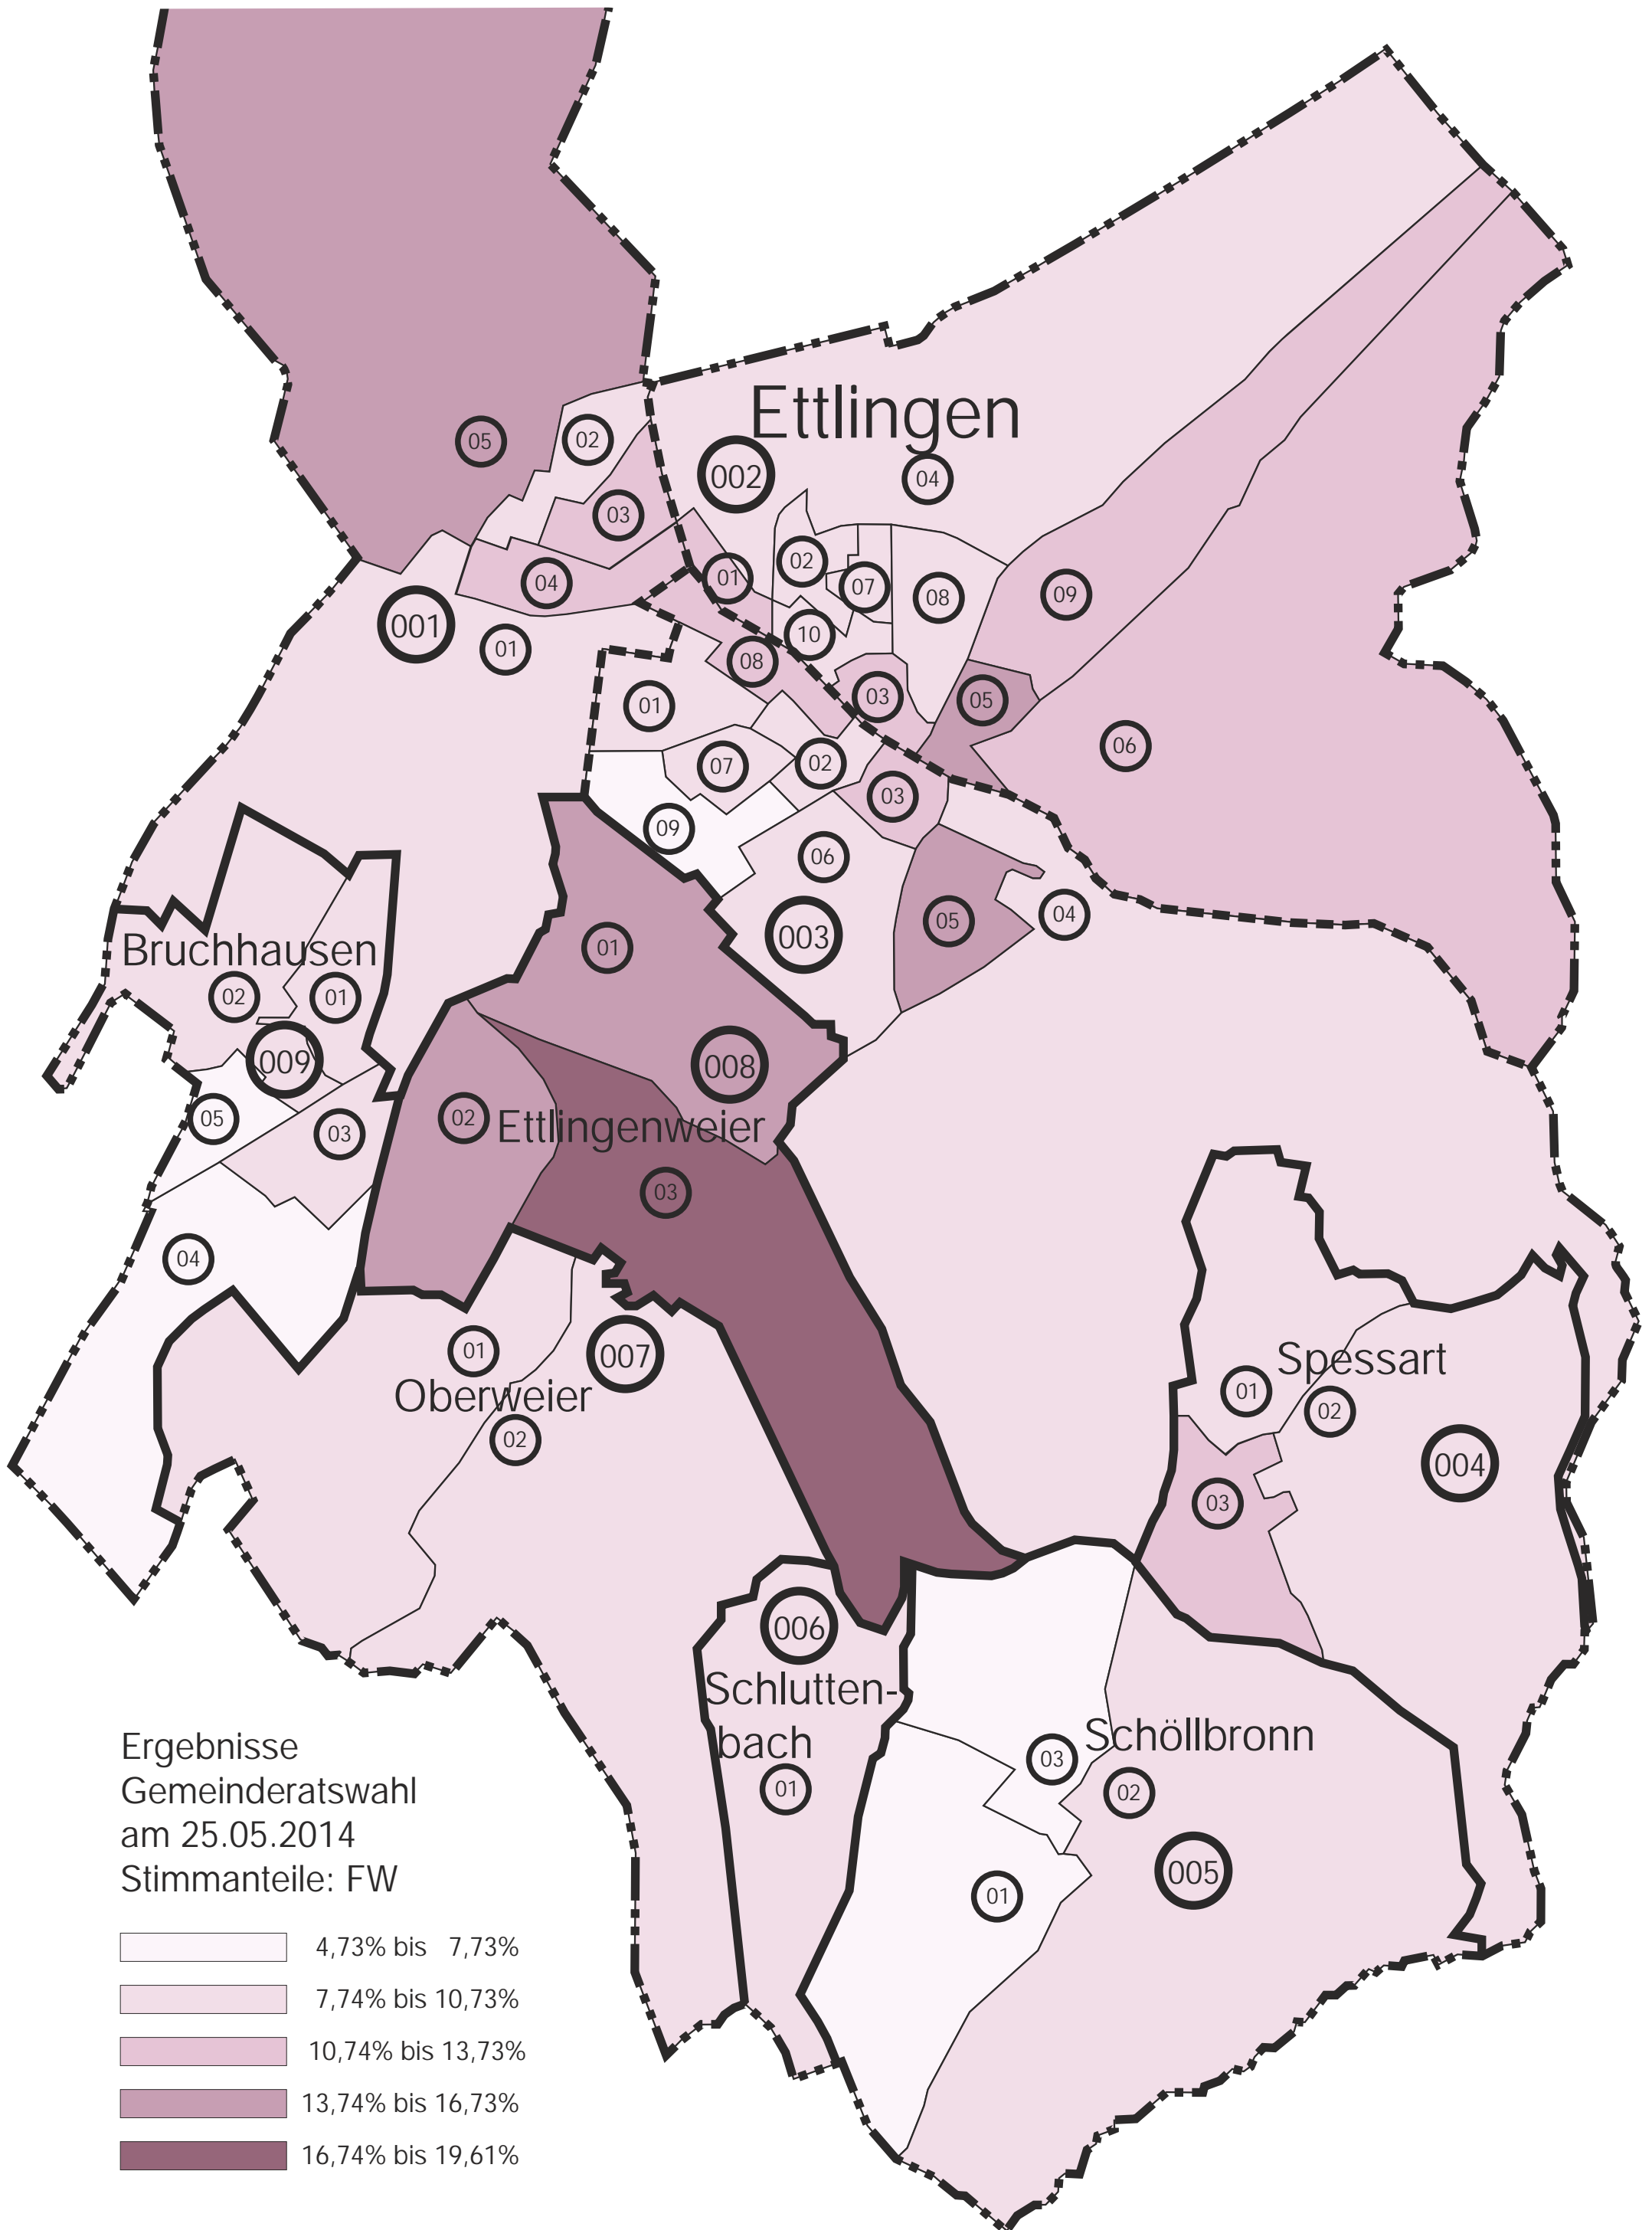 Ettlingen
05
02
002
04
03
02
04
01
07
08
09
001
10
01
08
03
05
01
06
07
02
03
09
06
04
05
003
01
Bruchhausen
02
01
009
008
02
Ettlingenweier
05
03
03
04
01
007
Spessart
Oberweier
01
02
02
004
03
006
Schlutten-
bach
Schöllbronn
03
01
02
005
01
Ergebnisse
Gemeinderatswahl
am 25.05.2014
Stimmanteile: FW
4,73% bis 7,73%
7,74% bis 10,73%
10,74% bis 13,73%
13,74% bis 16,73%
16,74% bis 19,61%